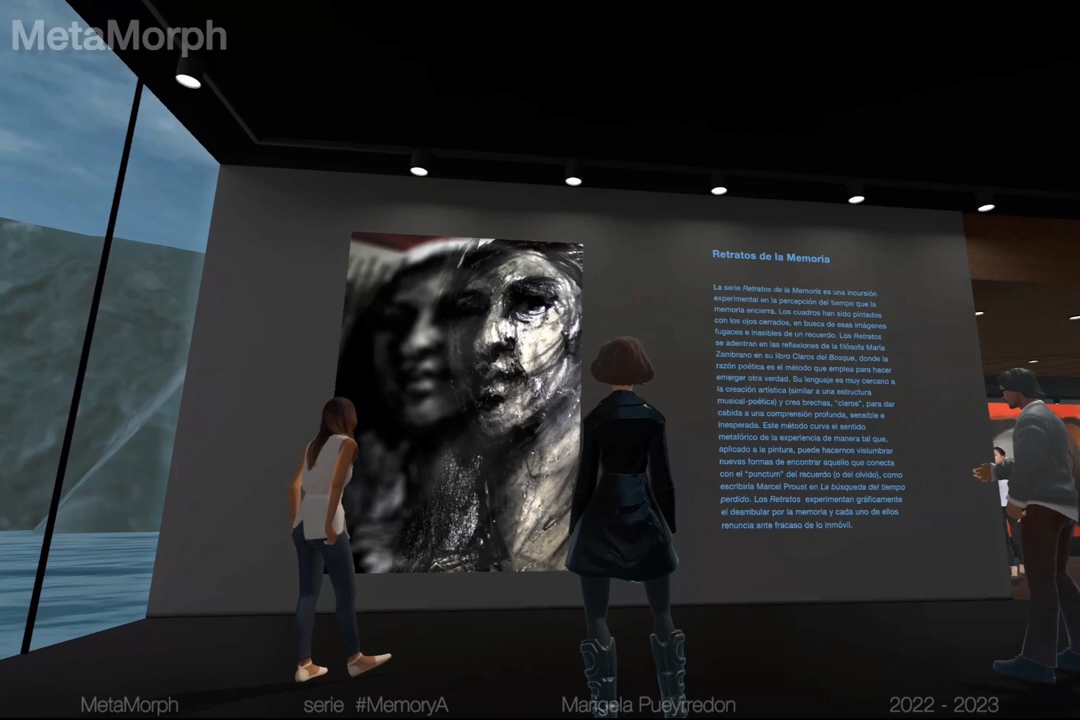 MetaMorph
Retratos de la Memoria
La serie Retratos de la Memoria es una incursión
experimental en la percepción del tiempo que la
memoria encierra. Los cuadros han sido pintados
con los ojos cerrados, en busca de esas imágenes
fugaces e inasibles de un recuerdo. Los Retratos
se adentran en las reflexiones de la filósofa María
Zambrano en su libro Claros del Bosque, donde la
razón poética es el método que emplea para hacer
emerger otra verdad. Su lenguaje es muy cercano a
la creación artística (similar a una estructura
musical-poética) y crea brechas, "claros", para dar
cabida a una comprensión profunda, sensible e
inesperada. Este método curva el sentido
metafórico de la experiencia de manera tal que,
aplicado a la pintura, puede hacernos vislumbrar
nuevas formas de encontrar aquello que conecta
con el "punctum" del recuerdo (o del olvido), como
escribiría Marcel Proust en La búsqueda del tiempo
perdido. Los Retratos experimentan gráficamente
el deambular por la memoria y cada uno de ellos
renuncia ante fracaso de lo inmóvil.
MetaMorph serie #MemoryA Marigela Pueyrredon 2022 - 2023